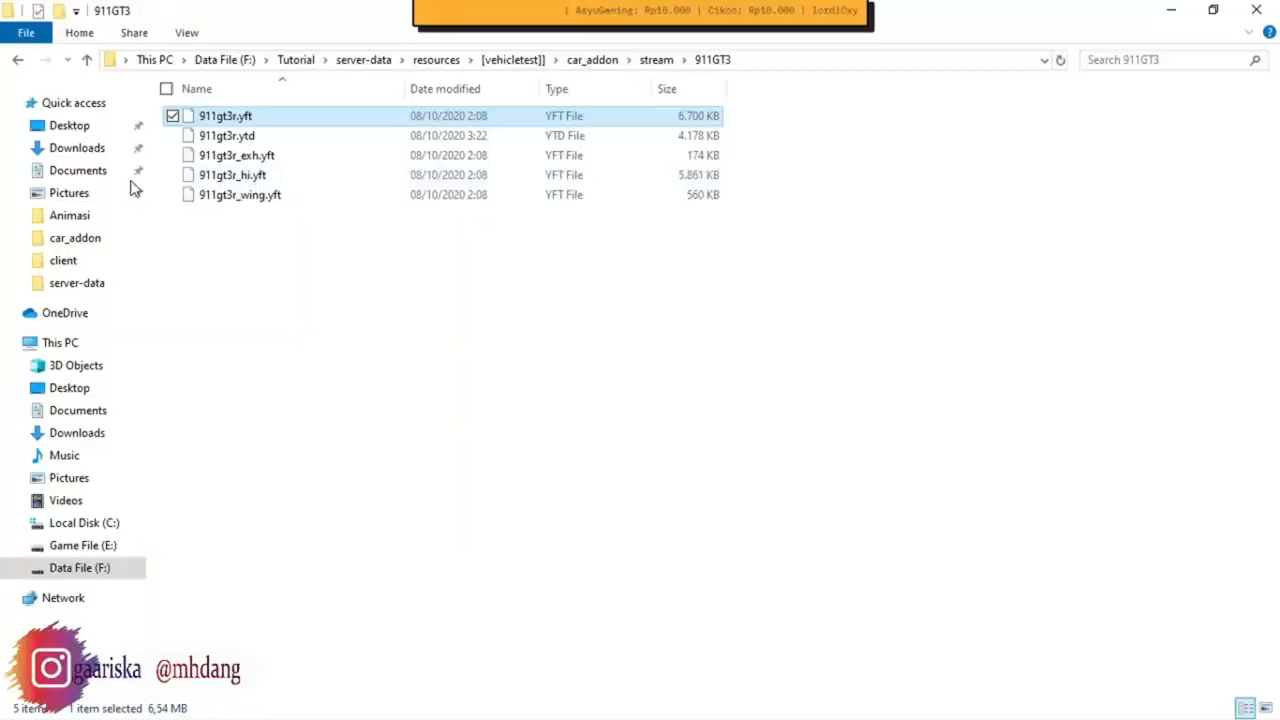 911GT3
| AsyuGaming: Rp10.000 | Cikoo: Rp10.000 | lordl0xy
File Home Share View
This PC > Data File (F:) > Tutorial > server-data > resources > [vehicletest]] > car_addon > stream > 911GT3
Search 911GT3
Name Date modified Type Size
911gt3r.yft 08/10/2020 2:08 YFT File 6.700 KB
911gt3r.ytd 08/10/2020 3:22 YTD File 4.178 KB
911gt3r_exh.yft 08/10/2020 2:08 YFT File 174 KB
911gt3r_hi.yft 08/10/2020 2:08 YFT File 5.861 KB
911gt3r_wing.yft 08/10/2020 2:08 YFT File 560 KB
Quick access
Desktop
Downloads
Documents
Pictures
Animasi
car_addon
client
server-data
OneDrive
This PC
3D Objects
Desktop
Documents
Downloads
Music
Pictures
Videos
Local Disk (C:)
Game File (E:)
Data File (F:)
Network
gaariska @mhdang
5 items 1 item selected 6,54 MB